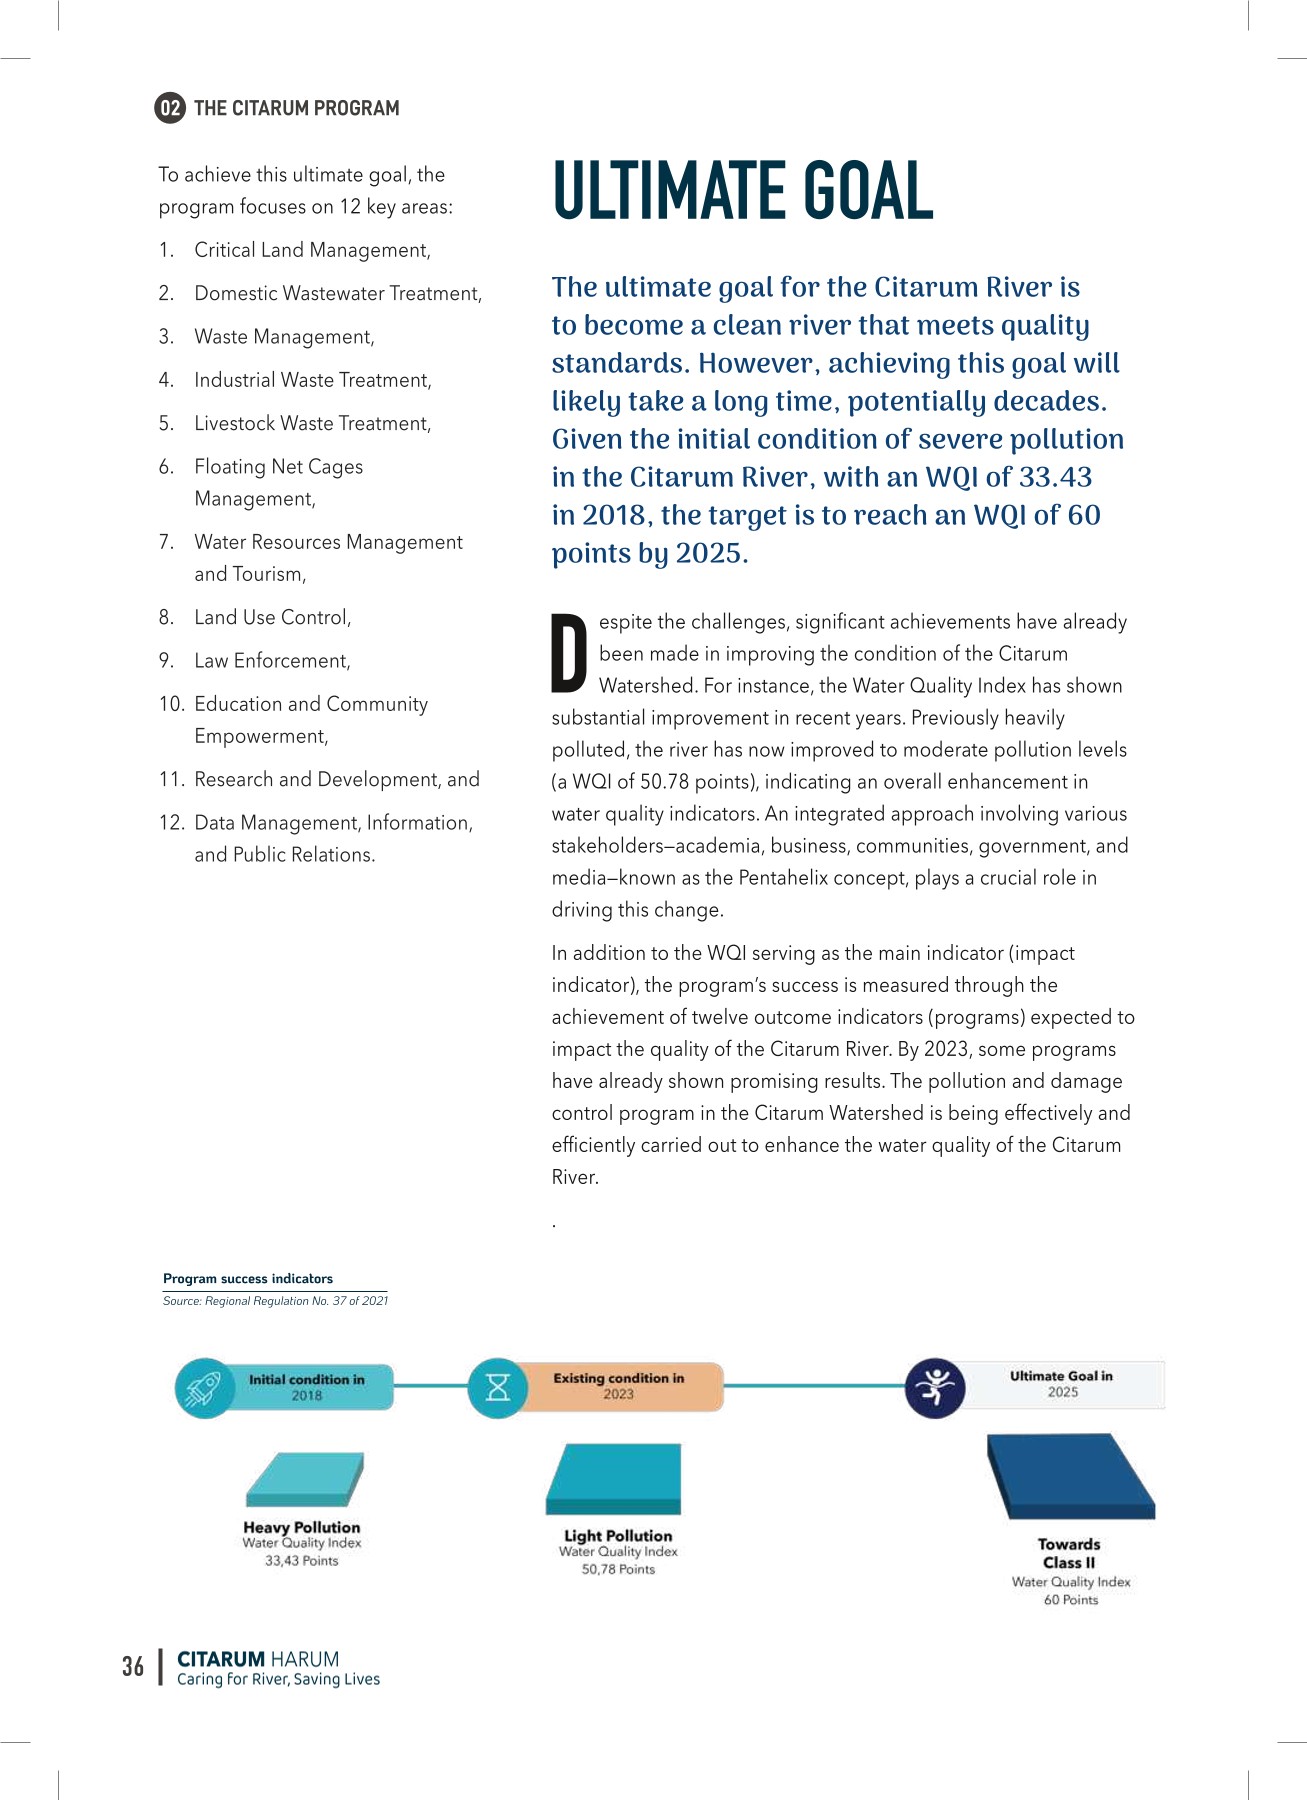 02 THE CITARUM PROGRAM
To achieve this ultimate goal, the
program focuses on 12 key areas:
1. Critical Land Management,
2. Domestic Wastewater Treatment,
3. Waste Management,
4. Industrial Waste Treatment,
5. Livestock Waste Treatment,
6. Floating Net Cages
Management,
7. Water Resources Management
and Tourism,
8. Land Use Control,
9. Law Enforcement,
10. Education and Community
Empowerment,
11. Research and Development, and
12. Data Management, Information,
and Public Relations.
ULTIMATE GOAL
The ultimate goal for the Citarum River is
to become a clean river that meets quality
standards. However, achieving this goal will
likely take a long time, potentially decades.
Given the initial condition of severe pollution
in the Citarum River, with an WQI of 33.43
in 2018, the target is to reach an WQI of 60
points by 2025.
Despite the challenges, significant achievements have already
been made in improving the condition of the Citarum
Watershed. For instance, the Water Quality Index has shown
substantial improvement in recent years. Previously heavily
polluted, the river has now improved to moderate pollution levels
(a WQI of 50.78 points), indicating an overall enhancement in
water quality indicators. An integrated approach involving various
stakeholders—academia, business, communities, government, and
media—known as the Pentahelix concept, plays a crucial role in
driving this change.
In addition to the WQI serving as the main indicator (impact
indicator), the program's success is measured through the
achievement of twelve outcome indicators (programs) expected to
impact the quality of the Citarum River. By 2023, some programs
have already shown promising results. The pollution and damage
control program in the Citarum Watershed is being effectively and
efficiently carried out to enhance the water quality of the Citarum
River.
.
Program success indicators
Source: Regional Regulation No. 37 of 2021
Initial condition in
2018
Existing condition in
2023
Ultimate Goal in
2025
Heavy Pollution
Water Quality Index
33,43 Points
Light Pollution
Water Quality Index
50,78 Points
Towards
Class II
Water Quality Index
60 Points
36
CITARUM HARUM
Caring for River, Saving Lives